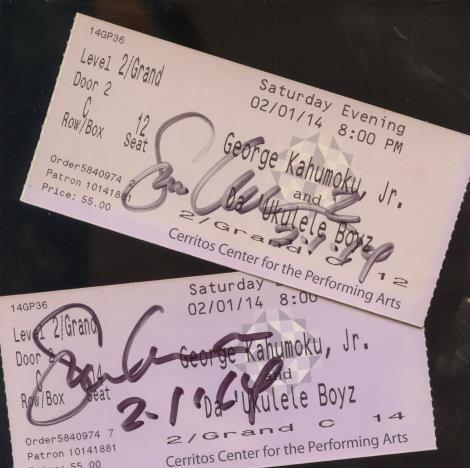 14GP36
Level 2/Grand
Door 2
C 12
Row/Box Seat
Order5840974 2
Patron 10141881
Price: 55.00
Saturday Evening
02/01/14 8:00 PM
George Kahumoku, Jr.
and
Da 'Ukulele Boyz
2·1·14
2/Grand C 12
Cerritos Center for the Performing Arts
14GP36
Level 2/Grand
Door
C 14
Row/Box Seat
Order5840974 7
Patron 10141881
Price: 55.00
Saturday
02/01/14 8:00
George Kahumoku, Jr.
and
2·1·14
Da 'Ukulele Boyz
2/Grand C 14
Cerritos Center for the Performing Arts